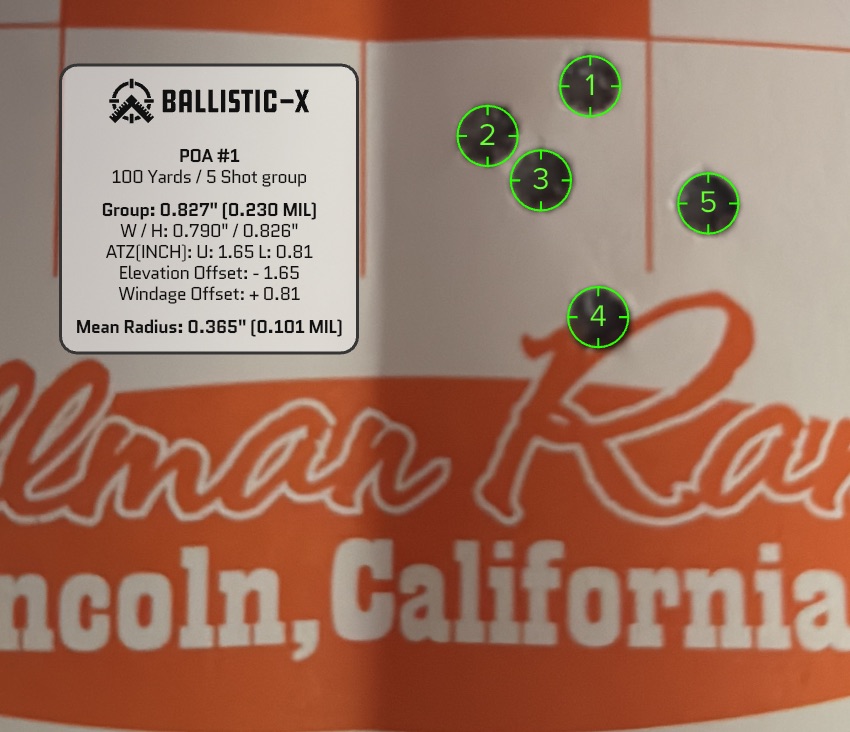 BALLISTIC-X
POA #1
100 Yards / 5 Shot group
Group: 0.827" (0.230 MIL)
W / H: 0.790" / 0.826"
ATZ(INCH): U: 1.65 L: 0.81
Elevation Offset: - 1.65
Windage Offset: + 0.81
Mean Radius: 0.365" (0.101 MIL)
1
2
3
5
4
llman Ran
ncoln, California